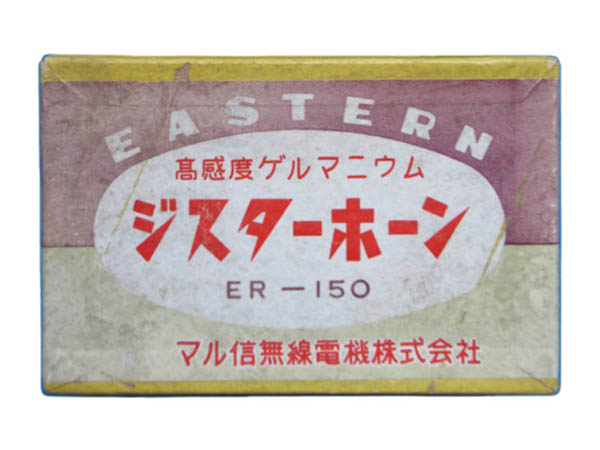 EASTERN
高感度ゲルマニウム
ジスターホーン
ER-150
マル信無線電機株式会社